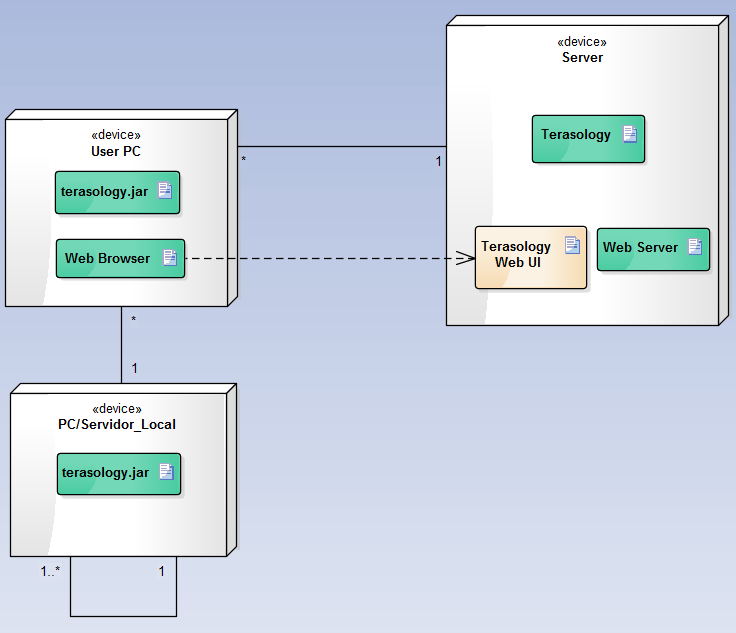 «device»
Server
Terasology
«device»
User PC
*
1
terasology.jar
Web Browser
Terasology
Web UI
Web Server
*
1
«device»
PC/Servidor_Local
terasology.jar
1..*
1